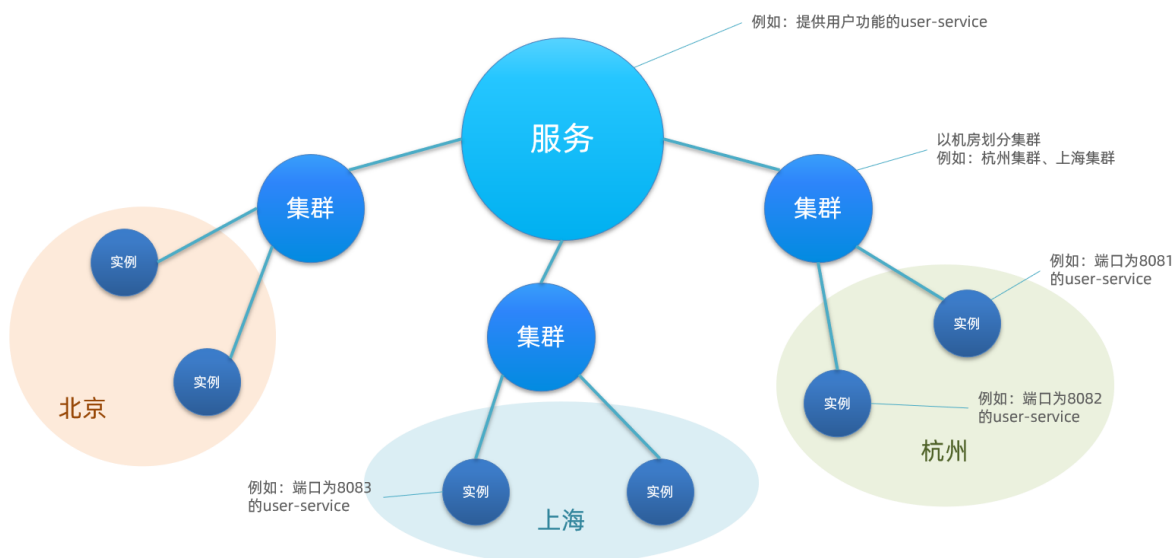 例如：提供用户功能的user-service
服务
以机房划分集群
例如：杭州集群、上海集群
集群
集群
实例
例如：端口为8081
的user-service
实例
集群
实例
实例
例如：端口为8082
的user-service
北京
杭州
例如：端口为8083
的user-service
实例
实例
上海